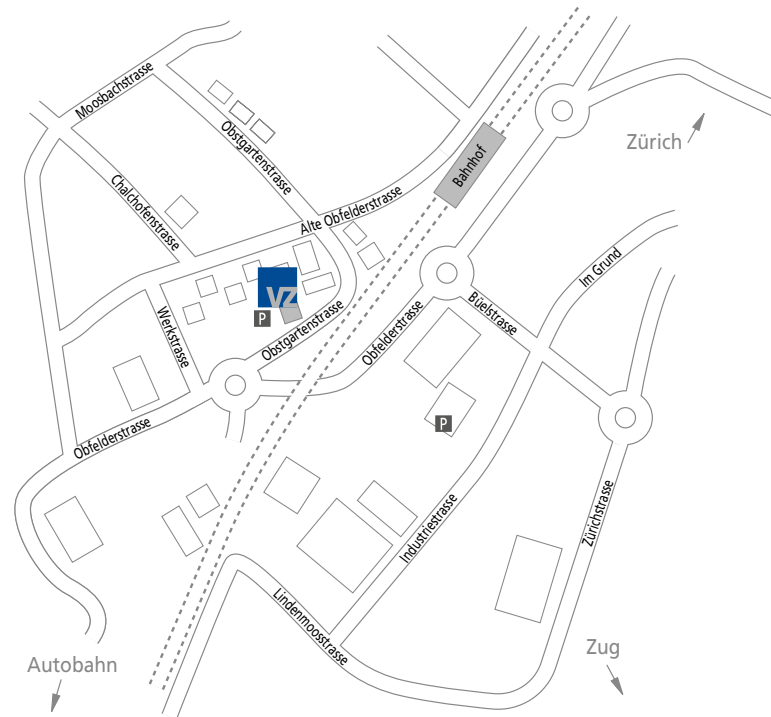 Moosbachstrasse
Obstgartenstrasse
Zürich
Bahnhof
Chalchofenstrasse
Alte Obfelderstrasse
Im Grund
VZ
P
Werkstrasse
Obstgartenstrasse
Obfelderstrasse
Büelstrasse
P
Obfelderstrasse
Industriestrasse
Zürichstrasse
Lindenmoosstrasse
Autobahn
Zug